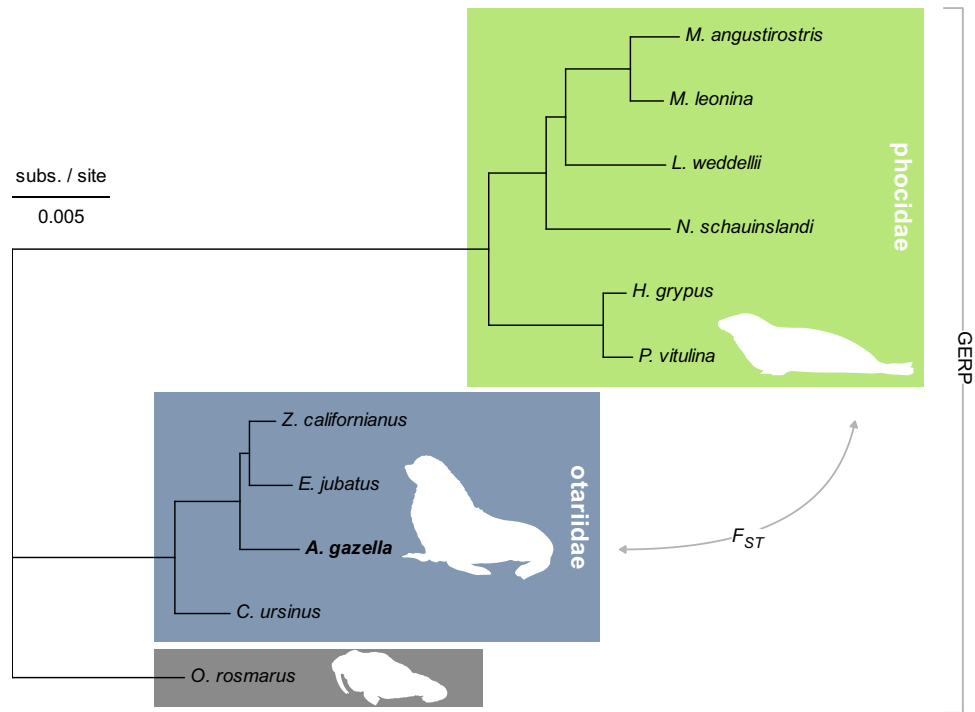 M. angustirostris
M. leonina
L. weddellii
N. schauinslandi
H. grypus
P. vitulina
phocidae
subs. / site
0.005
GERP
Z. californianus
E. jubatus
A. gazella
C. ursinus
otariidae
F_ST
O. rosmarus